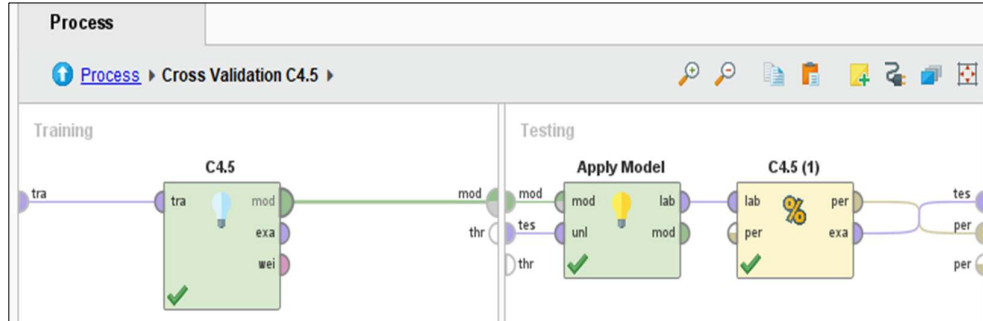 Process
Process ▸ Cross Validation C4.5 ▸
Training
Testing
C4.5
Apply Model
C4.5 (1)
tra
tra
mod
exa
wei
mod
thr
mod
tes
thr
mod
unl
lab
mod
lab
per
%
per
exa
tes
per
per